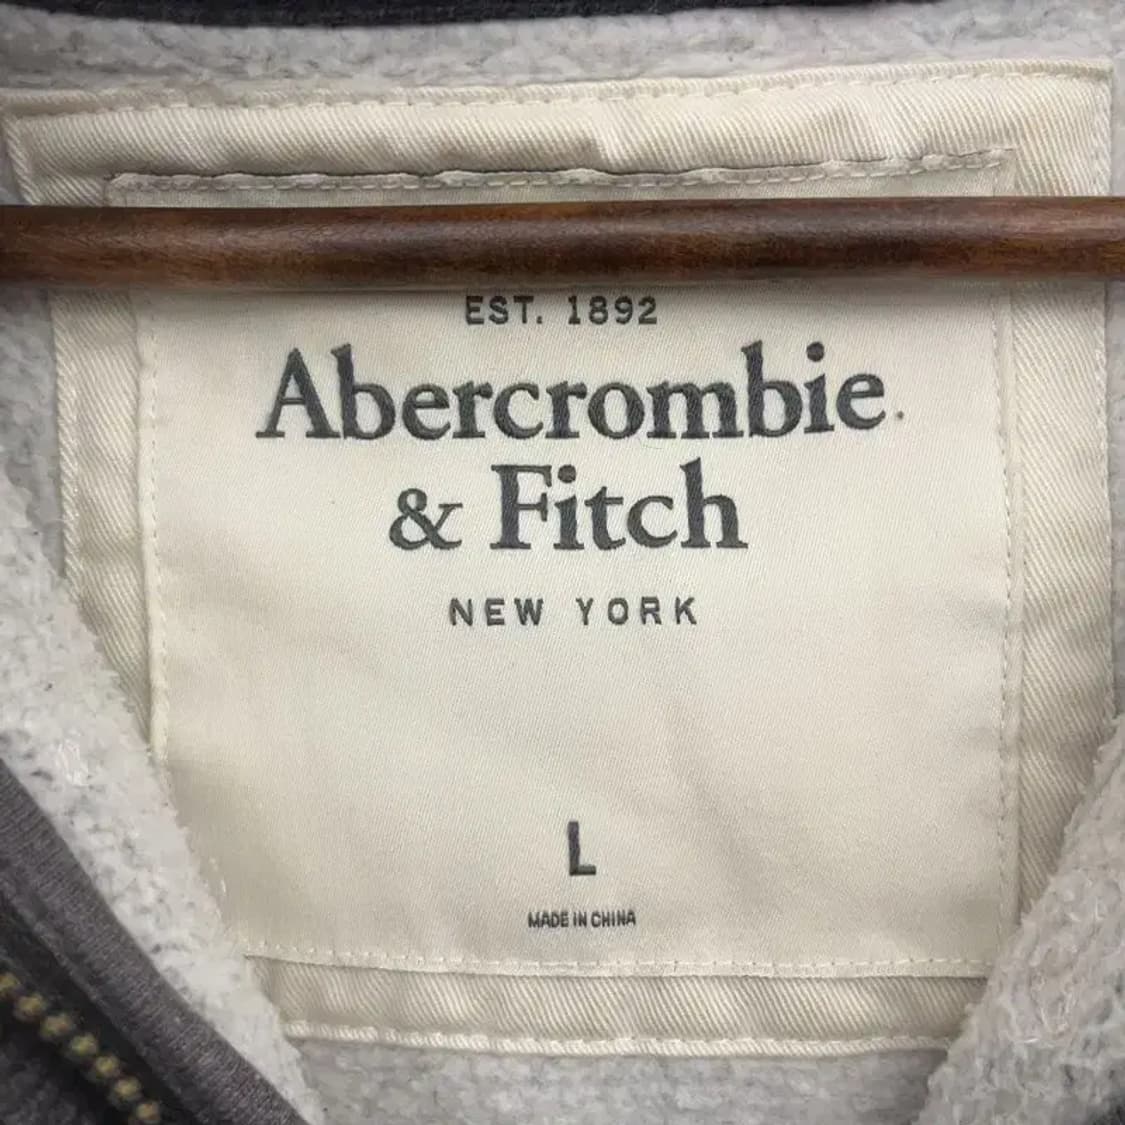 EST. 1892
Abercrombie.
& Fitch
NEW YORK
L
MADE IN CHINA